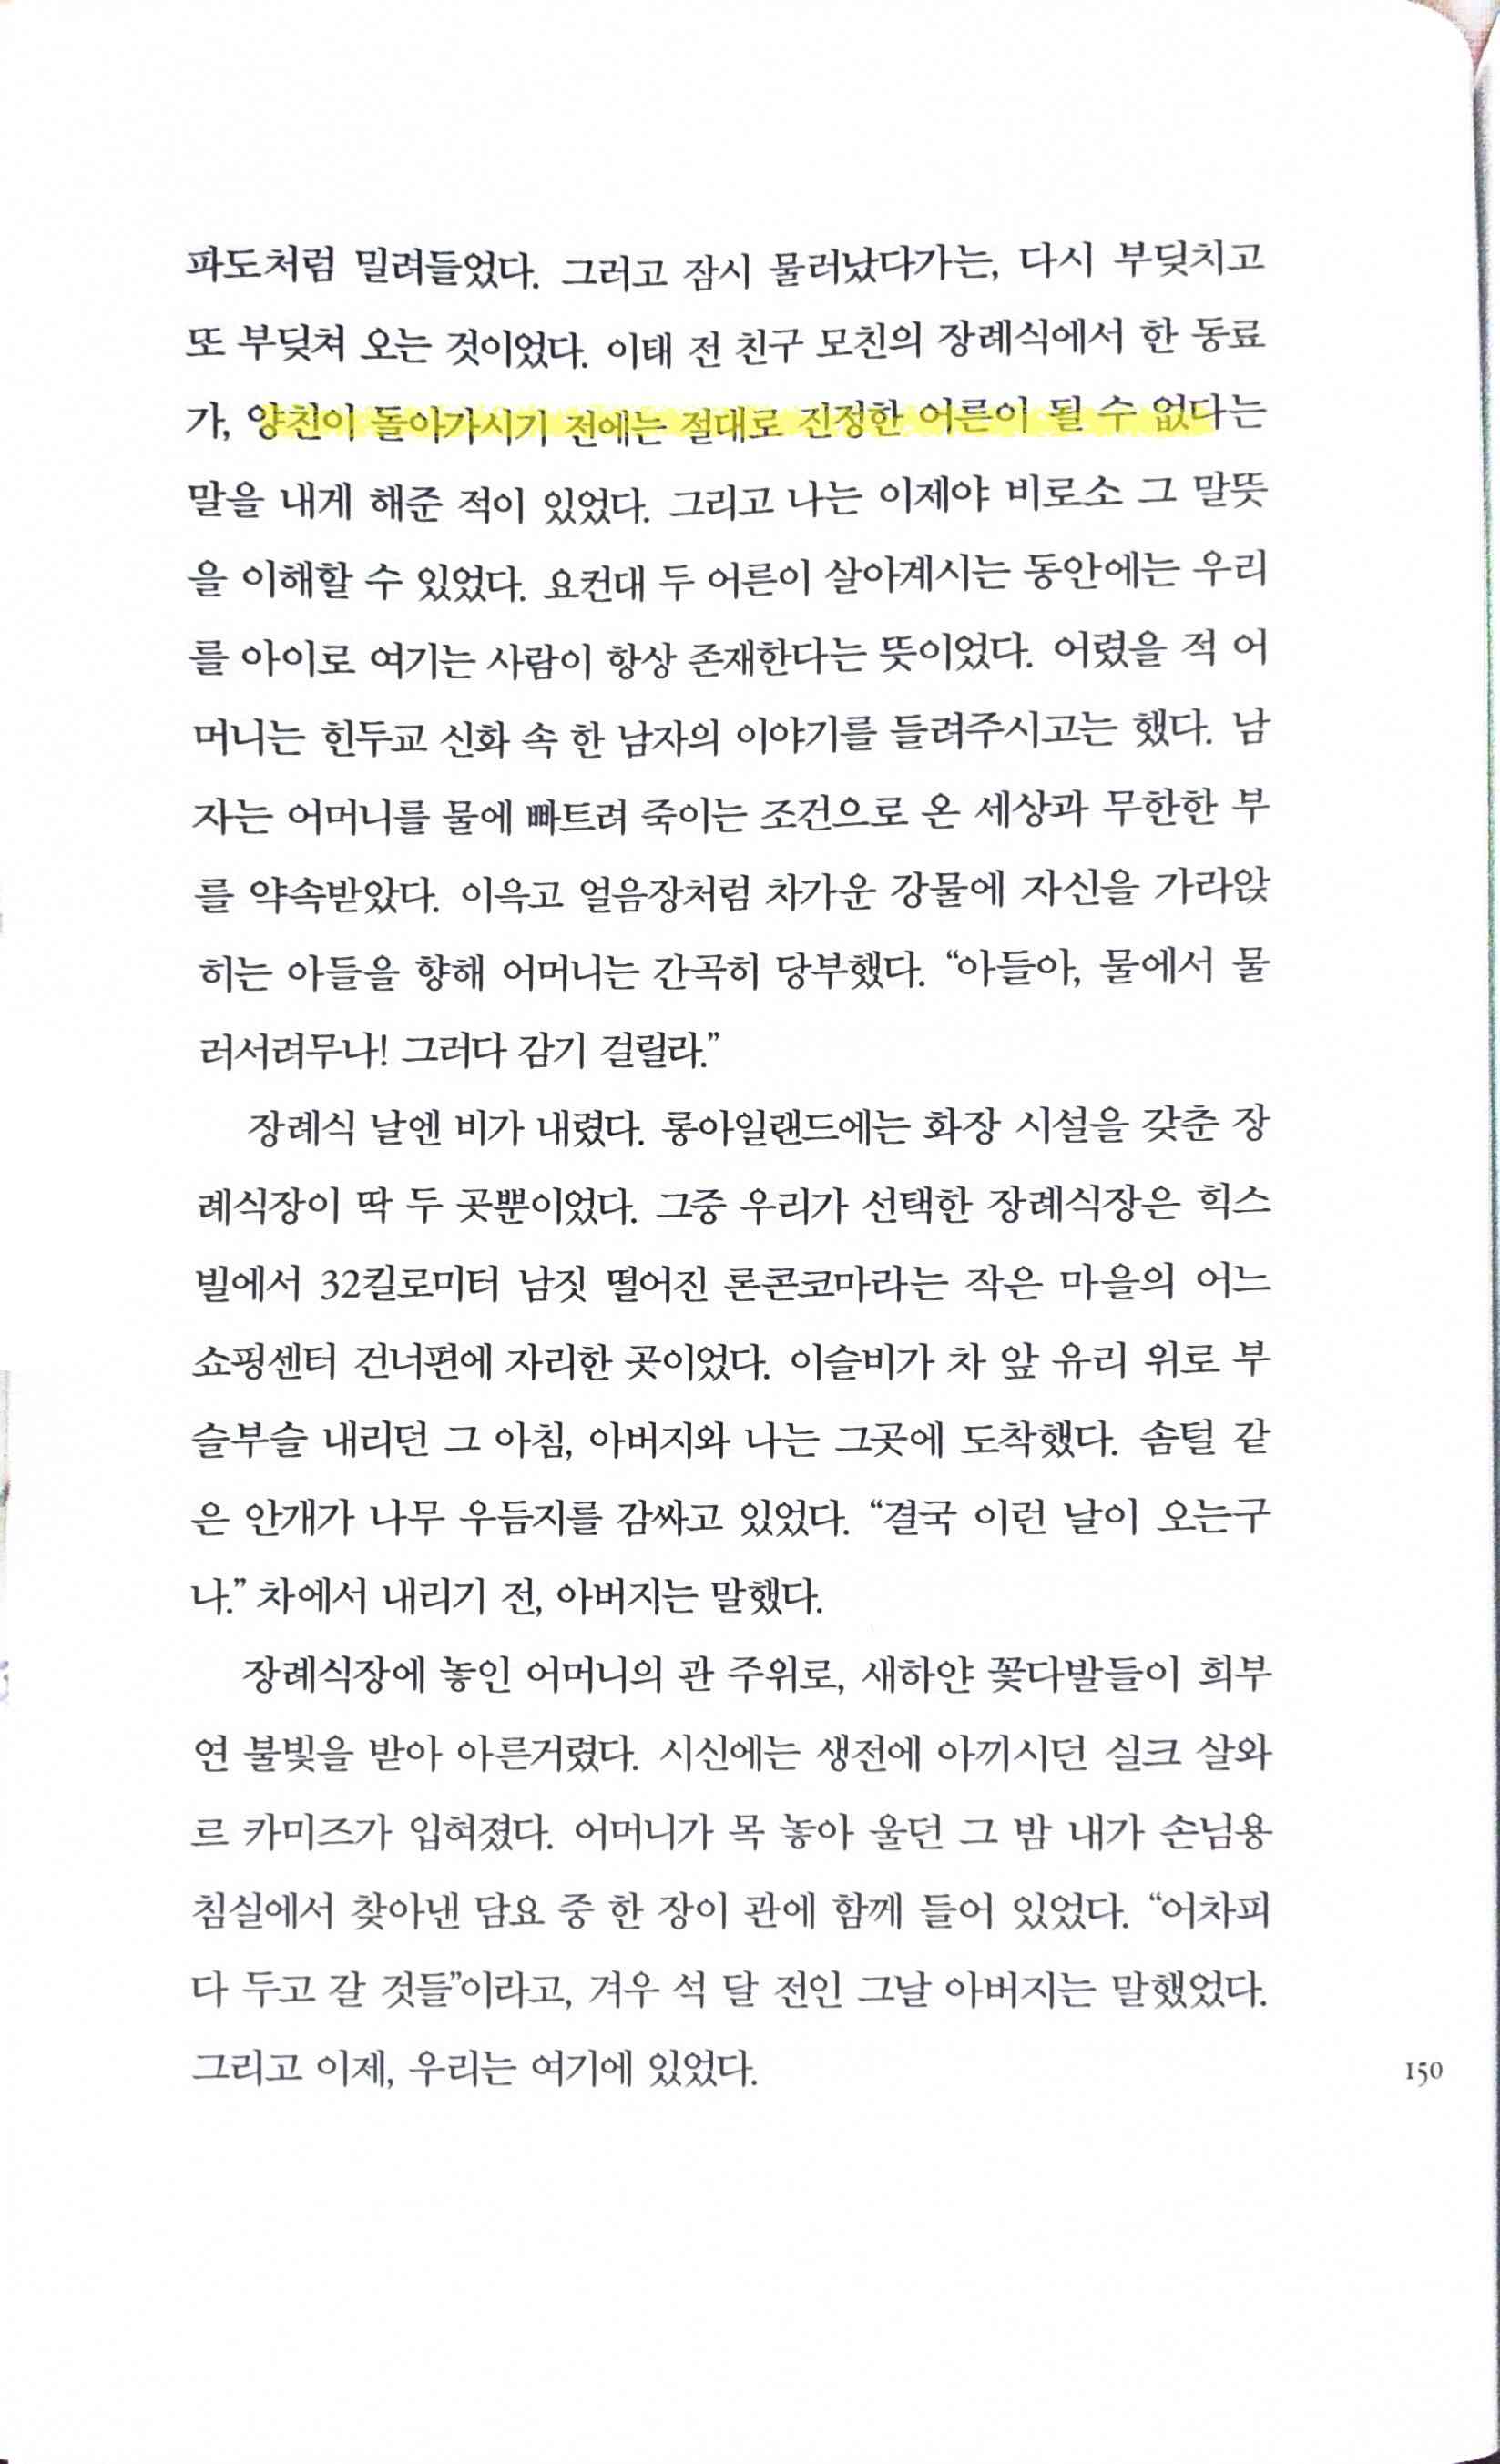 파도처럼 밀려들었다. 그러고 잠시 물러났다가는, 다시 부딪치고
또 부딪쳐 오는 것이었다. 이태 전 친구 모친의 장례식에서 한 동료
가, 양친이 돌아가시기 전에는 절대로 진정한 어른이 될 수 없다는
말을 내게 해준 적이 있었다. 그리고 나는 이제야 비로소 그 말뜻
을 이해할 수 있었다. 요컨대 두 어른이 살아계시는 동안에는 우리
를 아이로 여기는 사람이 항상 존재한다는 뜻이었다. 어렸을 적 어
머니는 힌두교 신화 속 한 남자의 이야기를 들려주시고는 했다. 남
자는 어머니를 물에 빠트려 죽이는 조건으로 온 세상과 무한한 부
를 약속받았다. 이윽고 얼음장처럼 차가운 강물에 자신을 가라앉
히는 아들을 향해 어머니는 간곡히 당부했다. “아들아, 물에서 물
러서려무나! 그러다 감기 걸릴라.”
장례식 날엔 비가 내렸다. 롱아일랜드에는 화장 시설을 갖춘 장
례식장이 딱 두 곳뿐이었다. 그중 우리가 선택한 장례식장은 힉스
빌에서 32킬로미터 남짓 떨어진 론콘코마라는 작은 마을의 어느
쇼핑센터 건너편에 자리한 곳이었다. 이슬비가 차 앞 유리 위로 부
슬부슬 내리던 그 아침, 아버지와 나는 그곳에 도착했다. 솜털 같
은 안개가 나무 우듬지를 감싸고 있었다. “결국 이런 날이 오는구
나.” 차에서 내리기 전, 아버지는 말했다.
장례식장에 놓인 어머니의 관 주위로, 새하얀 꽃다발들이 희부
연 불빛을 받아 아른거렸다. 시신에는 생전에 아끼시던 실크 살와
르 카미즈가 입혀졌다. 어머니가 목 놓아 울던 그 밤 내가 손님용
침실에서 찾아낸 담요 중 한 장이 관에 함께 들어 있었다. “어차피
다 두고 갈 것들”이라고, 겨우 석 달 전인 그날 아버지는 말했었다.
그리고 이제, 우리는 여기에 있었다.
150